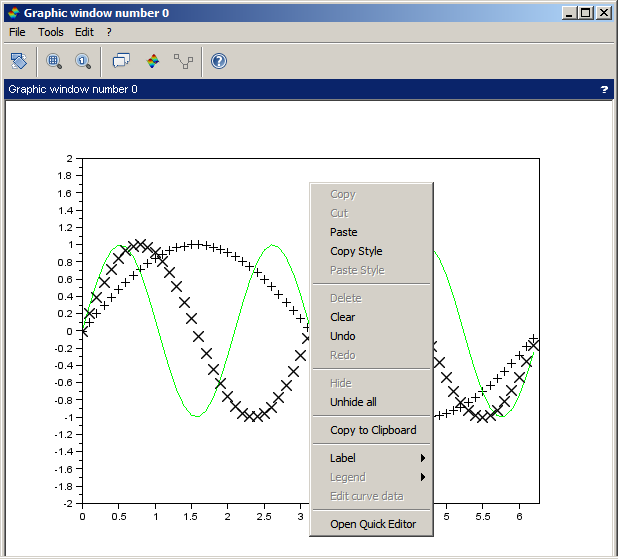 Graphic window number 0
File Tools Edit ?
Graphic window number 0 ?
2
1.8
1.6
1.4
1.2
1
0.8
0.6
0.4
0.2
0
-0.2
-0.4
-0.6
-0.8
-1
-1.2
-1.4
-1.6
-1.8
-2
0 0.5 1 1.5 2 2.5 3 5 5.5 6
Copy
Cut
Paste
Copy Style
Paste Style
Delete
Clear
Undo
Redo
Hide
Unhide all
Copy to Clipboard
Label
Legend
Edit curve data
Open Quick Editor